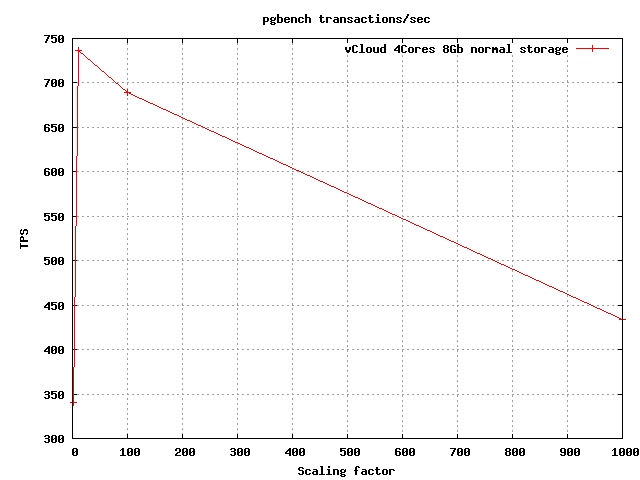 pgbench transactions/sec
vCloud 4Cores 8Gb normal storage
750
700
650
600
550
500
450
400
350
300
TPS
0 100 200 300 400 500 600 700 800 900 1000
Scaling factor